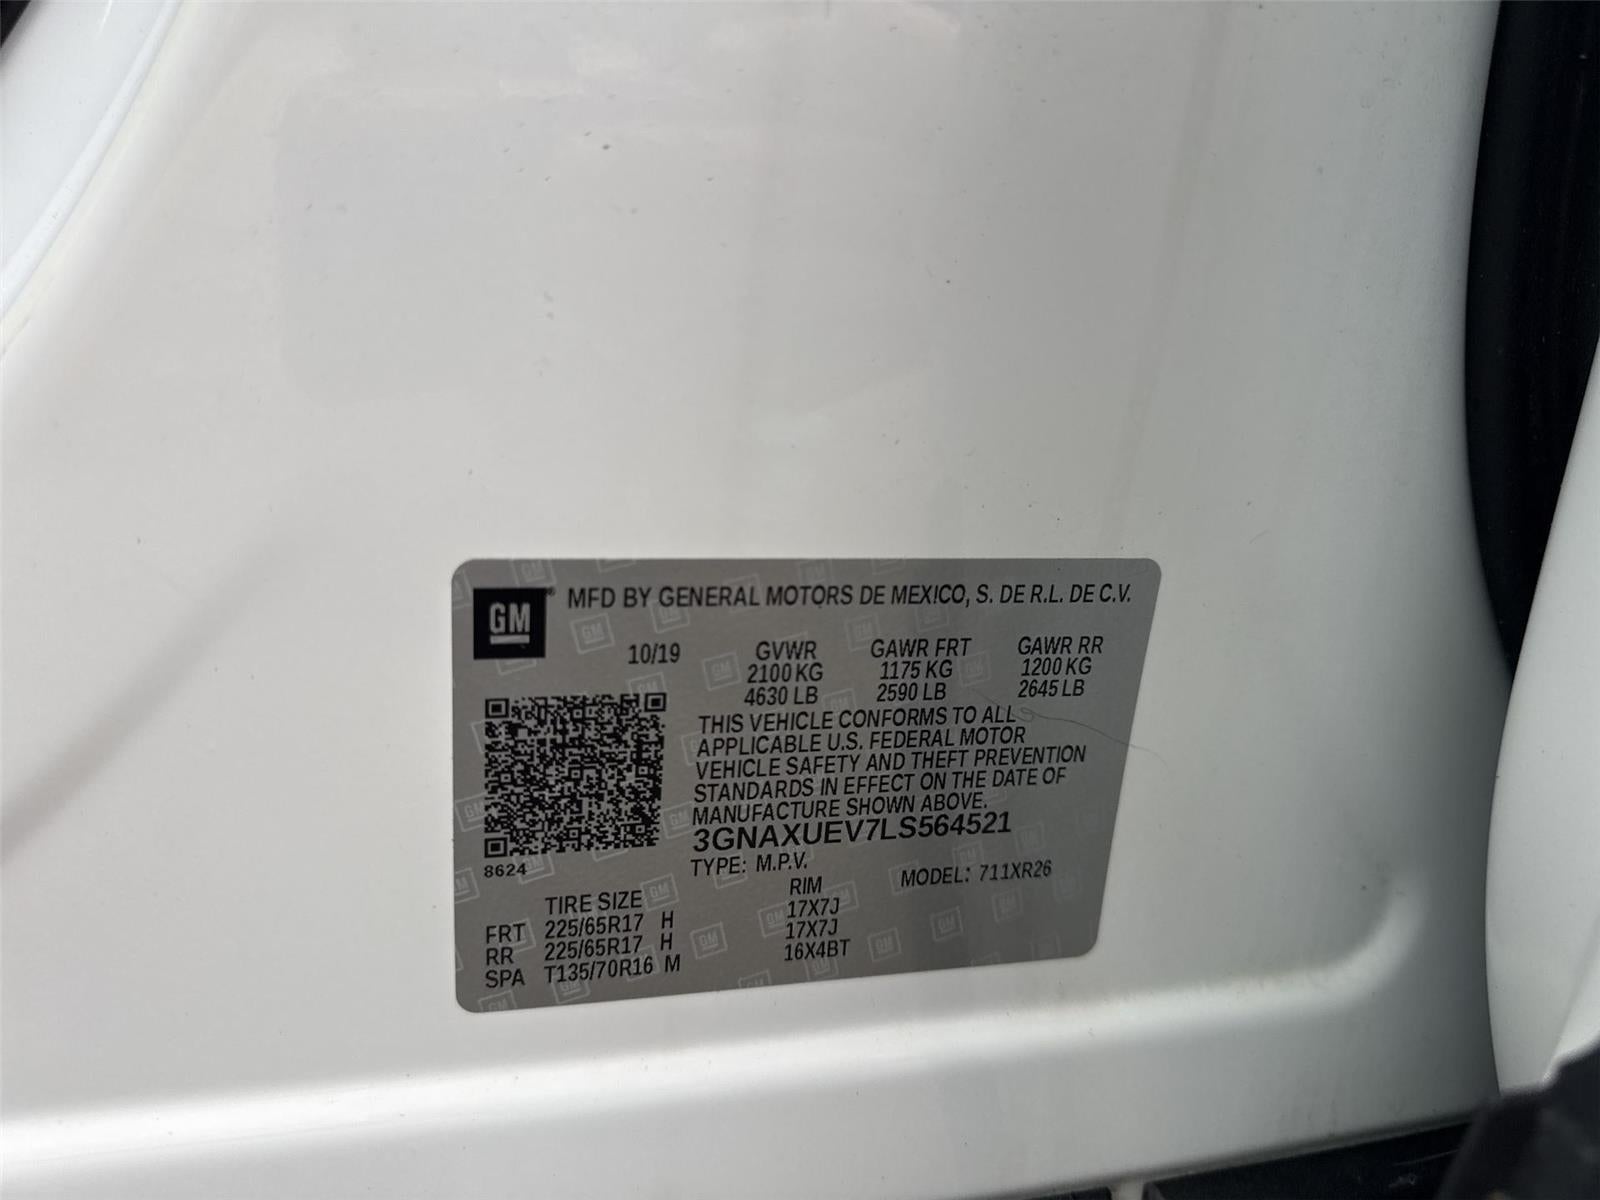 GM MFD BY GENERAL MOTORS DE MEXICO, S. DE R.L. DE C.V.
10/19 GVWR GAWR FRT GAWR RR
2100 KG 1175 KG 1200 KG
4630 LB 2590 LB 2645 LB
THIS VEHICLE CONFORMS TO ALL
APPLICABLE U.S. FEDERAL MOTOR
VEHICLE SAFETY AND THEFT PREVENTION
STANDARDS IN EFFECT ON THE DATE OF
MANUFACTURE SHOWN ABOVE.
3GNAXUEV7LS564521
8624 TYPE: M.P.V. MODEL: 711XR26
TIRE SIZE RIM
FRT 225/65R17 H 17X7J
RR 225/65R17 H 17X7J
SPA T135/70R16 M 16X4BT